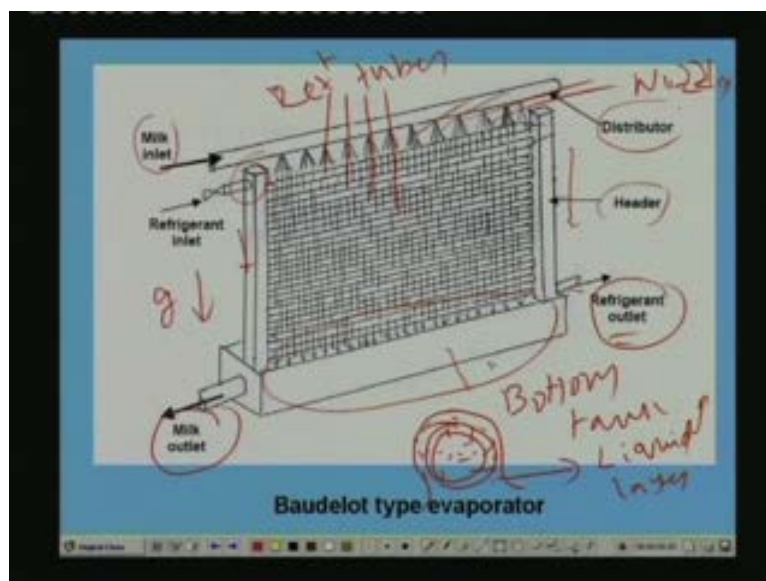 Ref tubes
Nozzle
Milk
inlet
Distributor
Refrigerant
inlet
Header
g
Refrigerant
outlet
Milk
outlet
Bottom
tank
Liquid
layer
Baudelot type evaporator